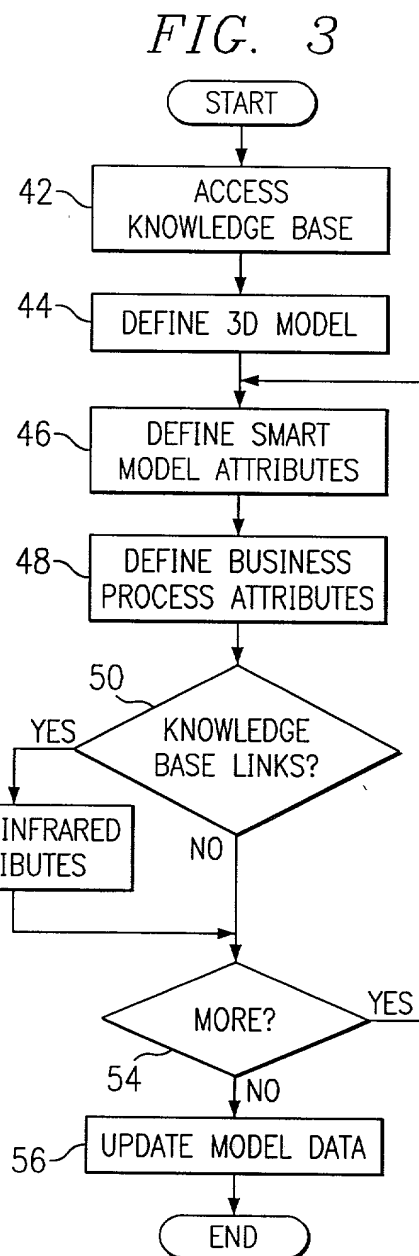 FIG. 3
START
42
ACCESS
KNOWLEDGE BASE
44
DEFINE 3D MODEL
46
DEFINE SMART
MODEL ATTRIBUTES
48
DEFINE BUSINESS
PROCESS ATTRIBUTES
50
YES
KNOWLEDGE
BASE LINKS?
INFRARED
IBUTES
NO
MORE?
YES
54
NO
56
UPDATE MODEL DATA
END